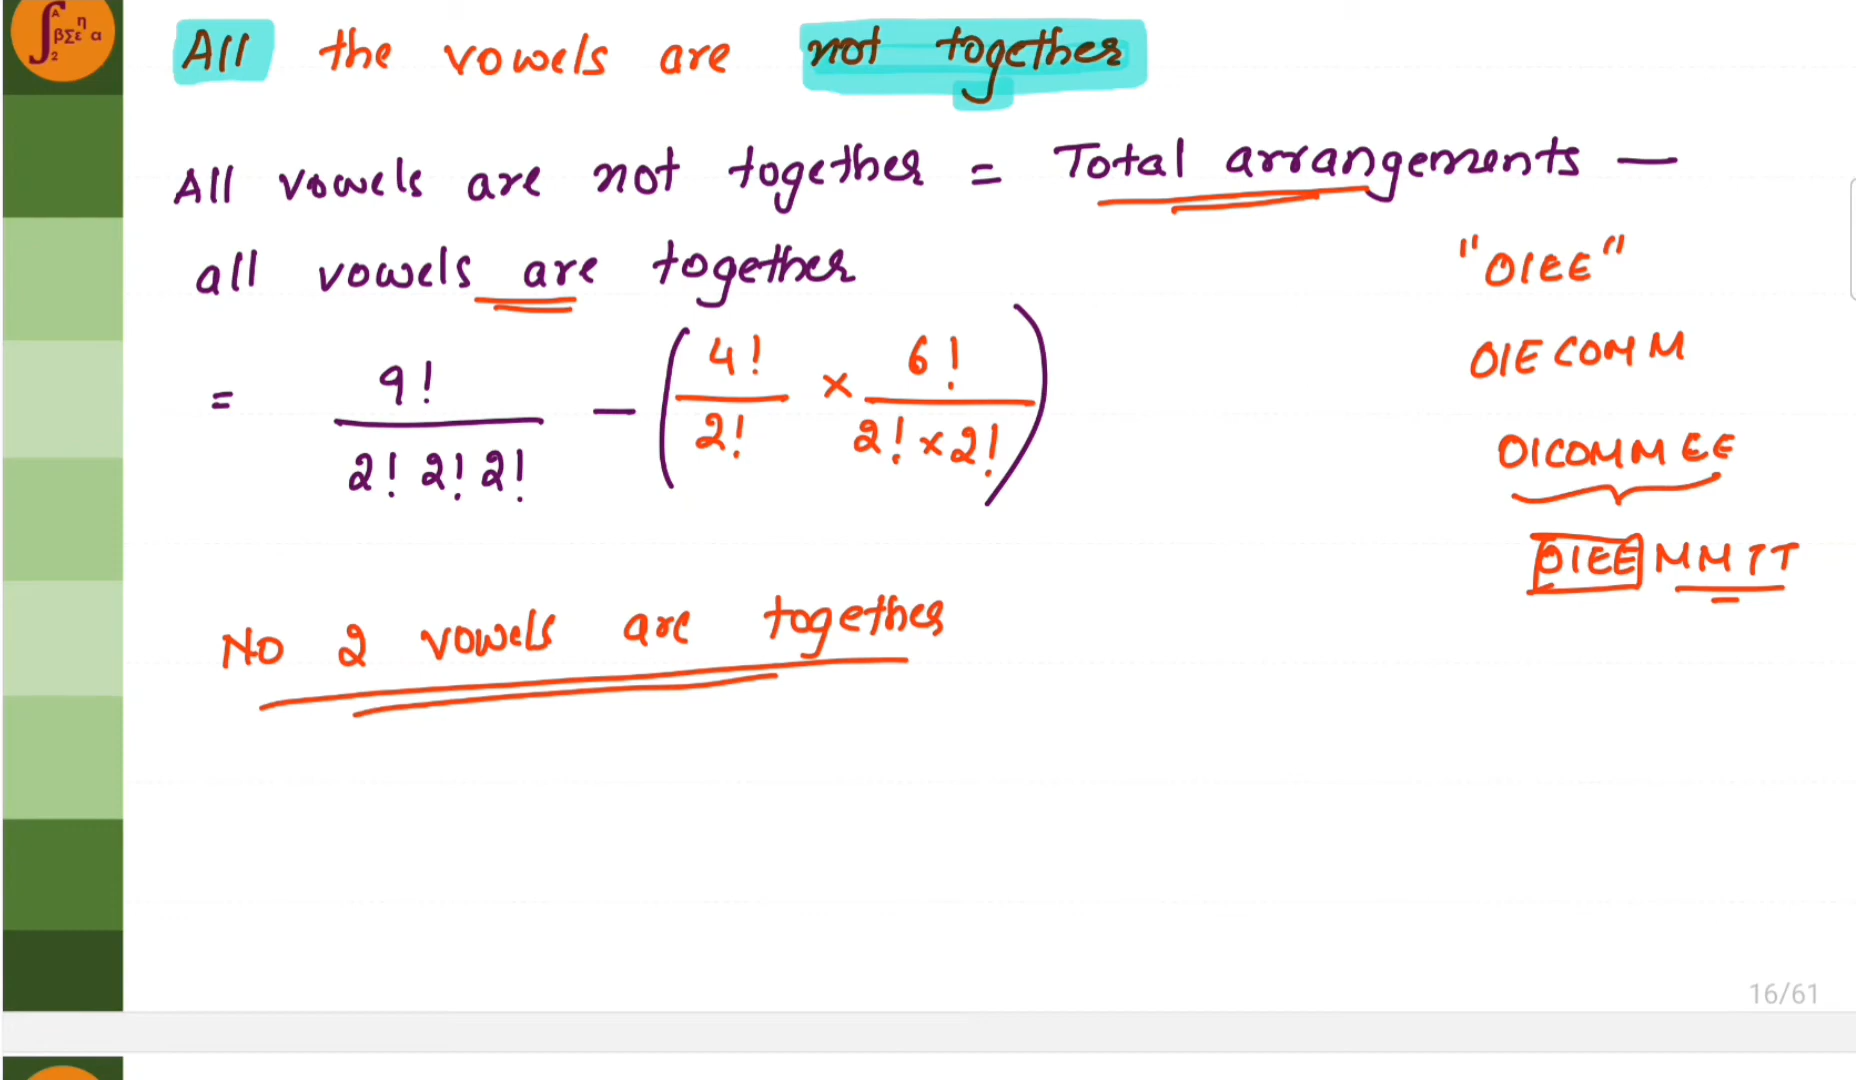 All the vowels are not together
All vowels are not together = Total arrangements —
all vowels are together
"OIEE"
OIE COMM
= 9! / 2! 2! 2! — ( 4! / 2! × 6! / 2! × 2! )
OICOMM EE
OIEE MMTT
No 2 vowels are together
16/61